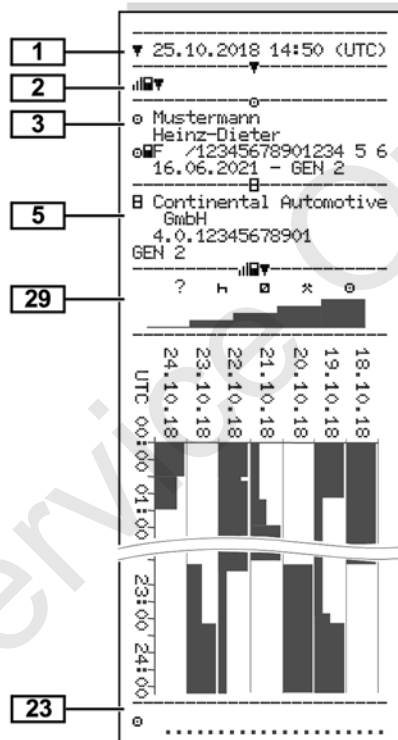 1
▼ 25.10.2018 14:50 (UTC)
2
3
Mustermann
Heinz-Dieter
F /12345678901234 5 6
16.06.2021 - GEN 2
5
Continental Automotive
GmbH
4.0.12345678901
GEN 2
29
?
24.10.18
23.10.18
22.10.18
21.10.18
20.10.18
19.10.18
18.10.18
UTC 00:00 01:00
23:00 24:00
23
ervice O